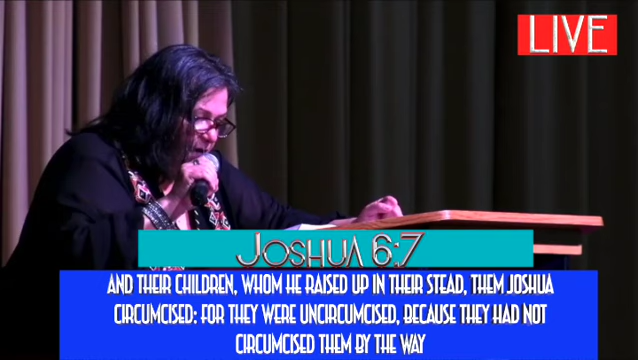 LIVE
JOSHUA 6:7
AND THEIR CHILDREN, WHOM HE RAISED UP IN THEIR STEAD, THEM JOSHUA
CIRCUMCISED: FOR THEY WERE UNCIRCUMCISED, BECAUSE THEY HAD NOT
CIRCUMCISED THEM BY THE WAY